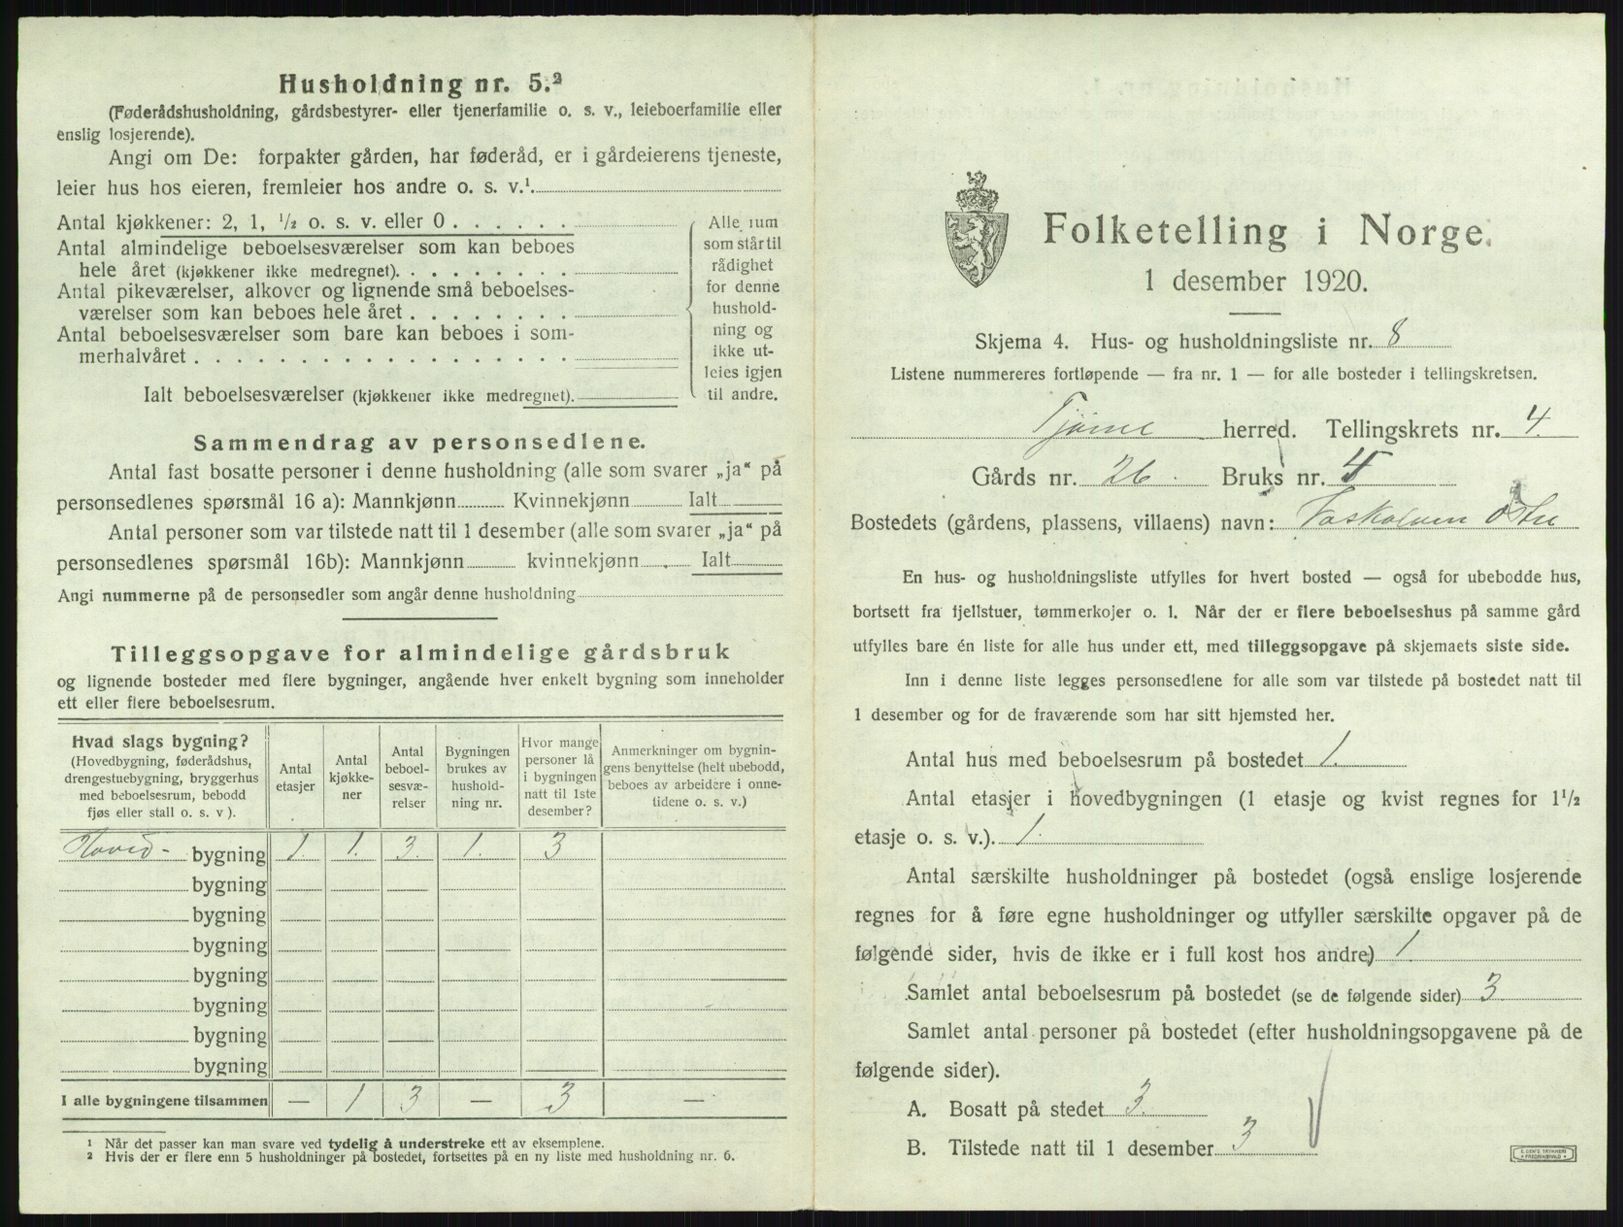 Husholdning nr. 5.²
(Føderådshusholdning, gårdsbestyrer- eller tjenerfamilie o. s. v., leieboerfamilie eller
enslig losjerende).
Angi om De: forpakter gården, har føderåd, er i gårdeierens tjeneste,
leier hus hos eieren, fremleier hos andre o. s. v.¹
Antal kjøkkener: 2, 1, ½ o. s. v. eller 0 . . . . . .
Antal almindelige beboelsesværelser som kan beboes
hele året (kjøkkener ikke medregnet). . . . . . . . .
Antal pikeværelser, alkover og lignende små beboelses-
værelser som kan beboes hele året . . . . . . . .
Antal beboelsesværelser som bare kan beboes i som-
merhalvåret . . . . . . . . . . . . . . . . . .
Ialt beboelsesværelser (kjøkkener ikke medregnet).
Alle rum
som står til
rådighet
for denne
hushold-
ning og
ikke ut-
leies igjen
til andre.
Sammendrag av personsedlene.
Antal fast bosatte personer i denne husholdning (alle som svarer „ja“ på
personsedlenes spørsmål 16 a): Mannkjønn Kvinnekjønn Ialt
Antal personer som var tilstede natt til 1 desember (alle som svarer „ja“ på
personsedlenes spørsmål 16b): Mannkjønn kvinnekjønn Ialt
Angi nummerne på de personsedler som angår denne husholdning
Tilleggsopgave for almindelige gårdsbruk
og lignende bosteder med flere bygninger, angående hver enkelt bygning som inneholder
ett eller flere beboelsesrum.
Hvad slags bygning?
(Hovedbygning, føderådshus,
drengestuebygning, bryggerhus
med beboelsesrum, bebodd
fjøs eller stall o. s. v ).
Antal
etasjer
Antal
kjøkke-
ner
Antal
beboel-
sesvæ-
relser
Bygningen
brukes av
hushold-
ning nr.
Hvor mange
personer lå
i bygningen
natt til 1ste
desember?
Anmerkninger om bygnin-
gens benyttelse (helt ubebodd,
beboes av arbeidere i onne-
tidene o. s. v.)
Hoved- bygning 1. 1. 3. 1. 3
bygning
bygning
bygning
bygning
bygning
bygning
bygning
I alle bygningene tilsammen — 1 3 — 3 —
¹ Når det passer kan man svare ved tydelig å understreke ett av eksemplene.
² Hvis der er flere enn 5 husholdninger på bostedet, fortsettes på en ny liste med husholdning nr. 6.
Folketelling i Norge.
1 desember 1920.
Skjema 4. Hus- og husholdningsliste nr. 8
Listene nummereres fortløpende — fra nr. 1 — for alle bosteder i tellingskretsen.
Tjøme herred. Tellingskrets nr. 4.
Gårds nr. 26. Bruks nr. 4
Bostedets (gårdens, plassens, villaens) navn:
En hus- og husholdningsliste utfylles for hvert bosted — også for ubebodde hus,
bortsett fra fjellstuer, tømmerkojer o. l. Når der er flere beboelseshus på samme gård
utfylles bare én liste for alle hus under ett, med tilleggsopgave på skjemaets siste side.
Inn i denne liste legges personsedlene for alle som var tilstede på bostedet natt til
1 desember og for de fraværende som har sitt hjemsted her.
Antal hus med beboelsesrum på bostedet 1.
Antal etasjer i hovedbygningen (1 etasje og kvist regnes for 1½
etasje o. s. v.). 1.
Antal særskilte husholdninger på bostedet (også enslige losjerende
regnes for å føre egne husholdninger og utfyller særskilte opgaver på de
følgende sider, hvis de ikke er i full kost hos andre) 1.
Samlet antal beboelsesrum på bostedet (se de følgende sider) 3.
Samlet antal personer på bostedet (efter husholdningsopgavene på de
følgende sider).
A. Bosatt på stedet 3.
B. Tilstede natt til 1 desember 3